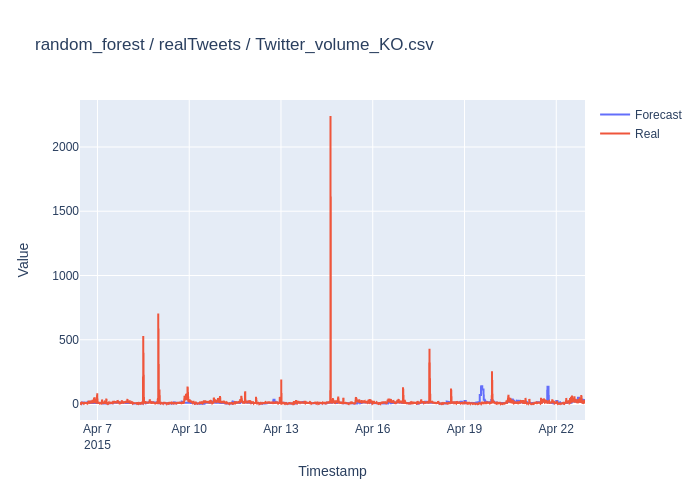 random_forest / realTweets / Twitter_volume_KO.csv
Forecast
Real
2000
1500
1000
500
0
Value
Apr 7
2015
Apr 10
Apr 13
Apr 16
Apr 19
Apr 22
Timestamp